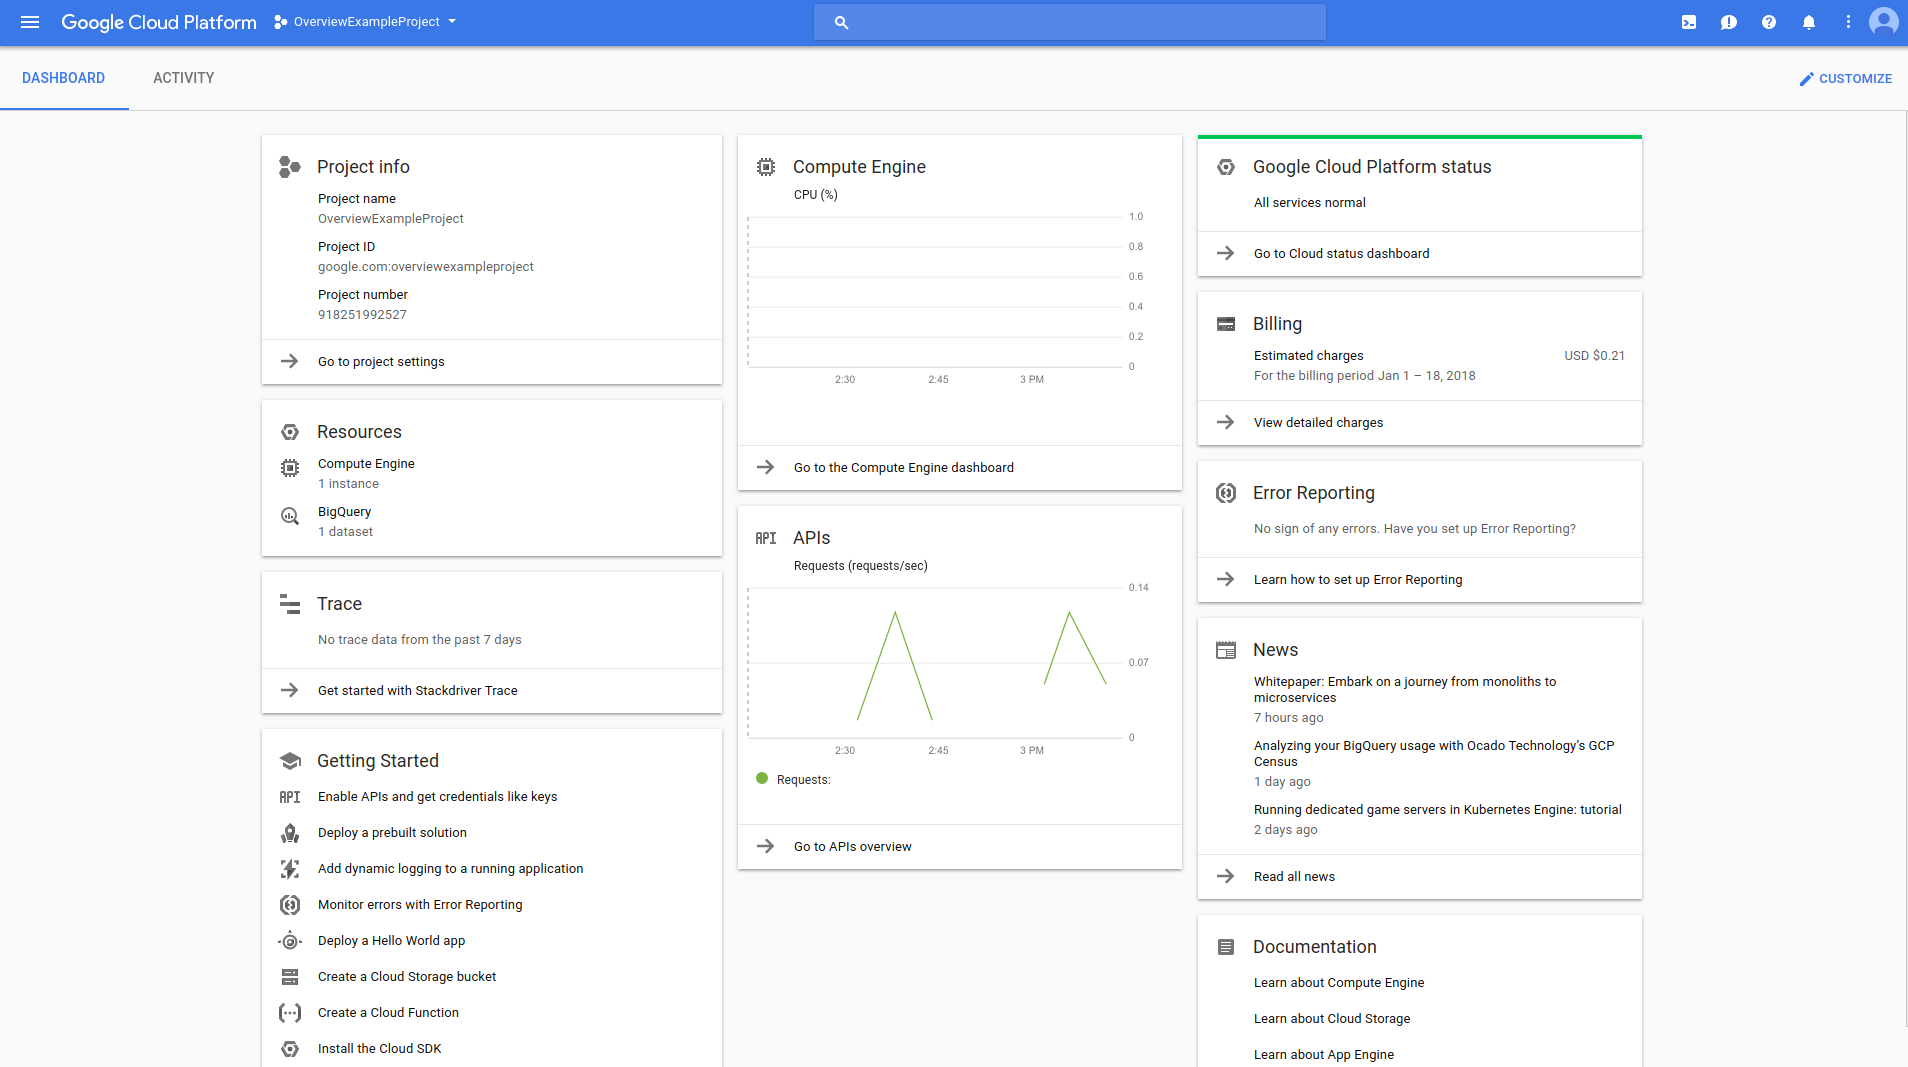 Google Cloud Platform
OverviewExampleProject
DASHBOARD
ACTIVITY
CUSTOMIZE
Project info
Project name
OverviewExampleProject
Project ID
google.com:overviewexampleproject
Project number
918251992527
Go to project settings
Resources
Compute Engine
1 instance
BigQuery
1 dataset
Trace
No trace data from the past 7 days
Get started with Stackdriver Trace
Getting Started
API Enable APIs and get credentials like keys
Deploy a prebuilt solution
Add dynamic logging to a running application
Monitor errors with Error Reporting
Deploy a Hello World app
Create a Cloud Storage bucket
Create a Cloud Function
Install the Cloud SDK
Compute Engine
CPU (%)
1.0
0.8
0.6
0.4
0.2
0
2:30 2:45 3 PM
Go to the Compute Engine dashboard
API APIs
Requests (requests/sec)
0.14
0.07
0
2:30 2:45 3 PM
Requests:
Go to APIs overview
Google Cloud Platform status
All services normal
Go to Cloud status dashboard
Billing
Estimated charges USD $0.21
For the billing period Jan 1 – 18, 2018
View detailed charges
Error Reporting
No sign of any errors. Have you set up Error Reporting?
Learn how to set up Error Reporting
News
Whitepaper: Embark on a journey from monoliths to
microservices
7 hours ago
Analyzing your BigQuery usage with Ocado Technology’s GCP
Census
1 day ago
Running dedicated game servers in Kubernetes Engine: tutorial
2 days ago
Read all news
Documentation
Learn about Compute Engine
Learn about Cloud Storage
Learn about App Engine